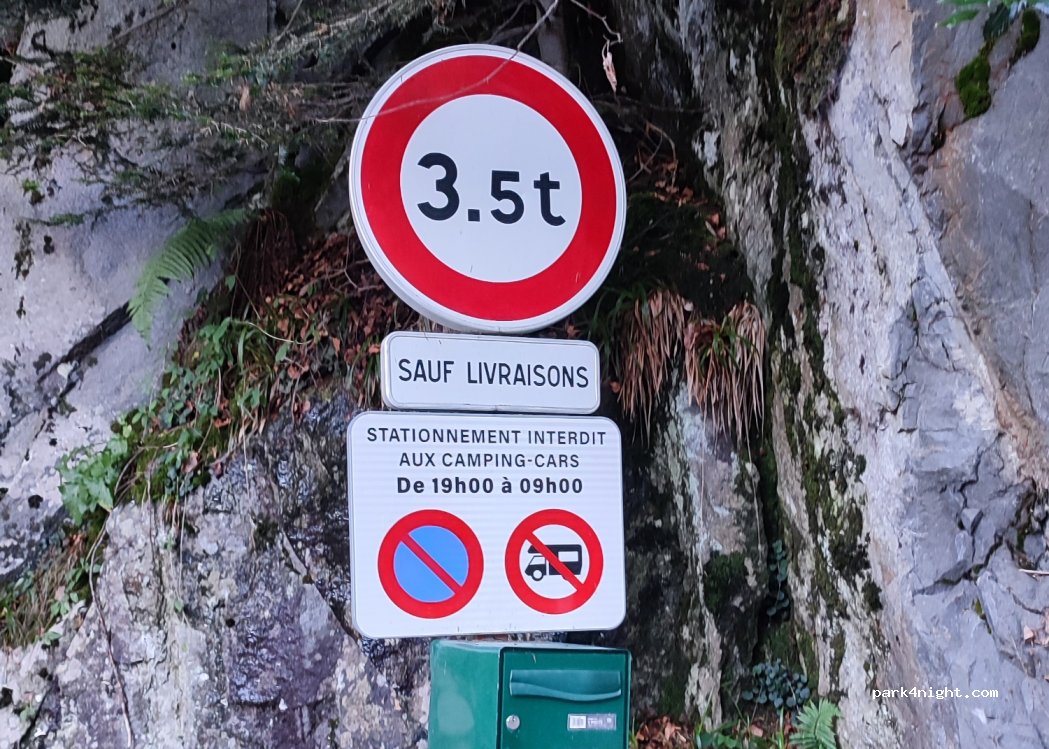 3.5t
SAUF LIVRAISONS
STATIONNEMENT INTERDIT
AUX CAMPING-CARS
De 19h00 à 09h00
park4night.com